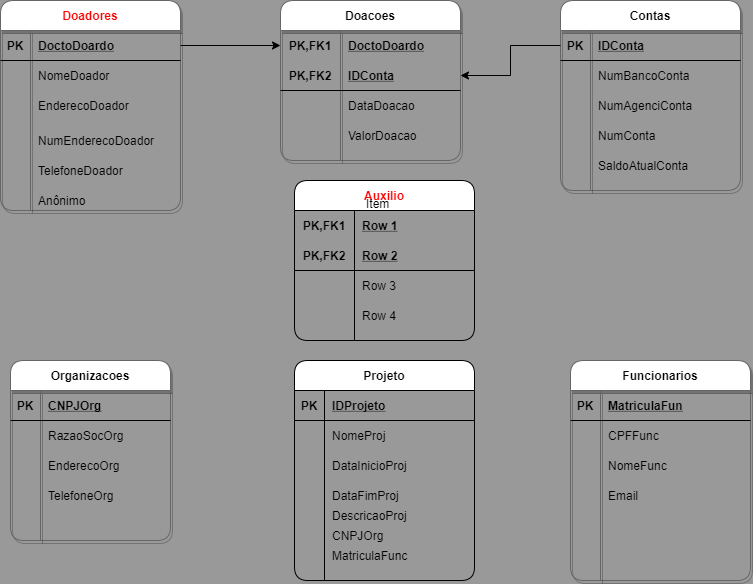 Doadores
PK DoctoDoardo
NomeDoador
EnderecoDoador
NumEnderecoDoador
TelefoneDoador
Anônimo
Doacoes
PK,FK1 DoctoDoardo
PK,FK2 IDConta
DataDoacao
ValorDoacao
Contas
PK IDConta
NumBancoConta
NumAgenciConta
NumConta
SaldoAtualConta
Auxilio
Item
PK,FK1 Row 1
PK,FK2 Row 2
Row 3
Row 4
Organizacoes
PK CNPJOrg
RazaoSocOrg
EnderecoOrg
TelefoneOrg
Projeto
PK IDProjeto
NomeProj
DataInicioProj
DataFimProj
DescricaoProj
CNPJOrg
MatriculaFunc
Funcionarios
PK MatriculaFun
CPFFunc
NomeFunc
Email